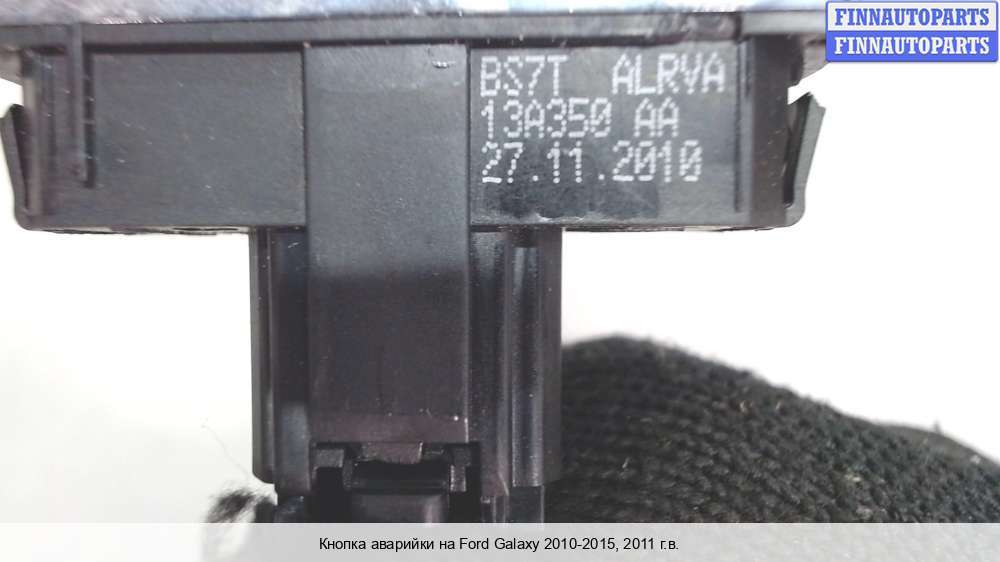 FINNAUTOPARTS
FINNAUTOPARTS
BS7T ALRVA
13A350 AA
27.11.2010
Кнопка аварийки на Ford Galaxy 2010-2015, 2011 г.в.